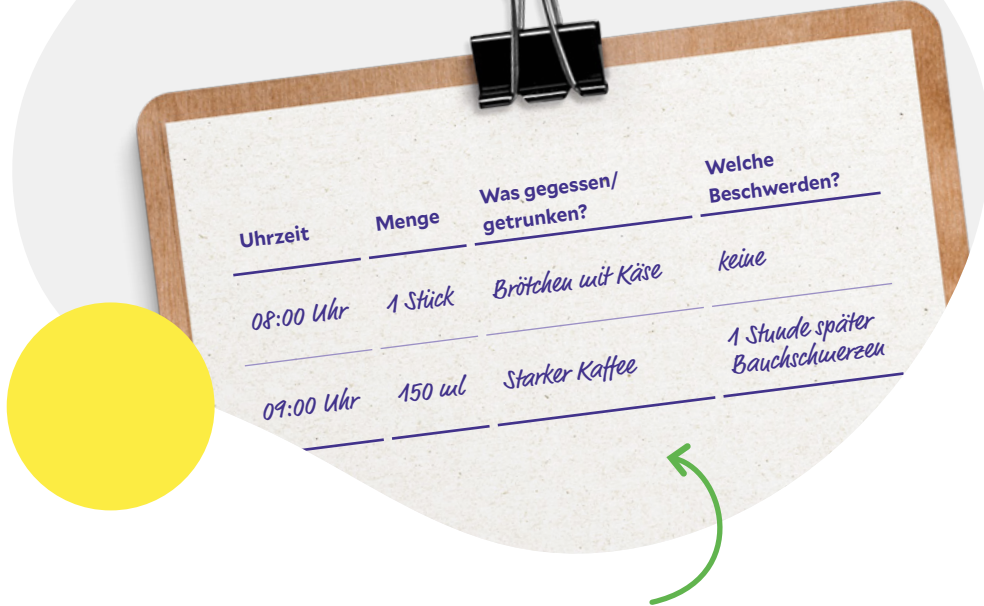 Uhrzeit Menge Was gegessen/
getrunken? Welche
Beschwerden?
08:00 Uhr 1 Stück Brötchen mit Käse keine
09:00 Uhr 150 ml Starker Kaffee 1 Stunde später
Bauchschmerzen